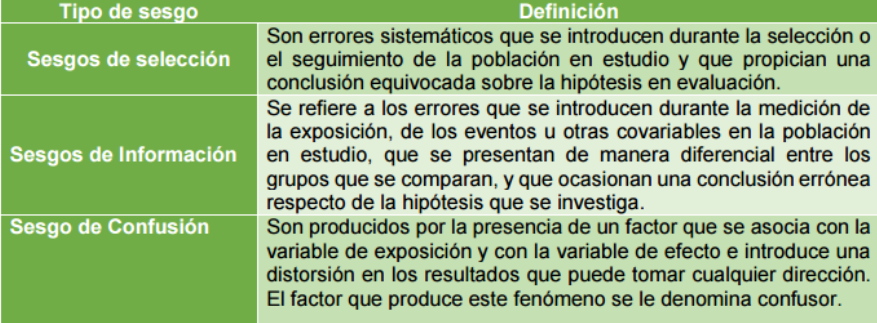 Tipo de sesgo Definición
Sesgos de selección
Son errores sistemáticos que se introducen durante la selección o
el seguimiento de la población en estudio y que propician una
conclusión equivocada sobre la hipótesis en evaluación.
Sesgos de Información
Se refiere a los errores que se introducen durante la medición de
la exposición, de los eventos u otras covariables en la población
en estudio, que se presentan de manera diferencial entre los
grupos que se comparan, y que ocasionan una conclusión errónea
respecto de la hipótesis que se investiga.
Sesgo de Confusión
Son producidos por la presencia de un factor que se asocia con la
variable de exposición y con la variable de efecto e introduce una
distorsión en los resultados que puede tomar cualquier dirección.
El factor que produce este fenómeno se le denomina confusor.